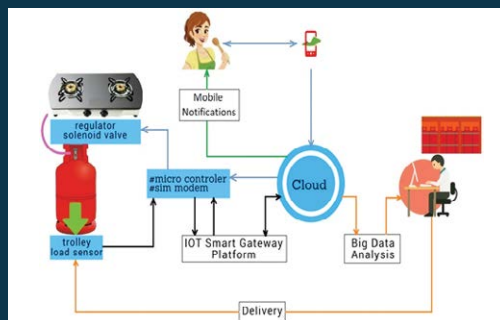 Mobile
Notifications
regulator
solenoid valve
#micro controler
#sim modem
Cloud
trolley
load sensor
IOT Smart Gateway
Platform
Big Data
Analysis
Delivery